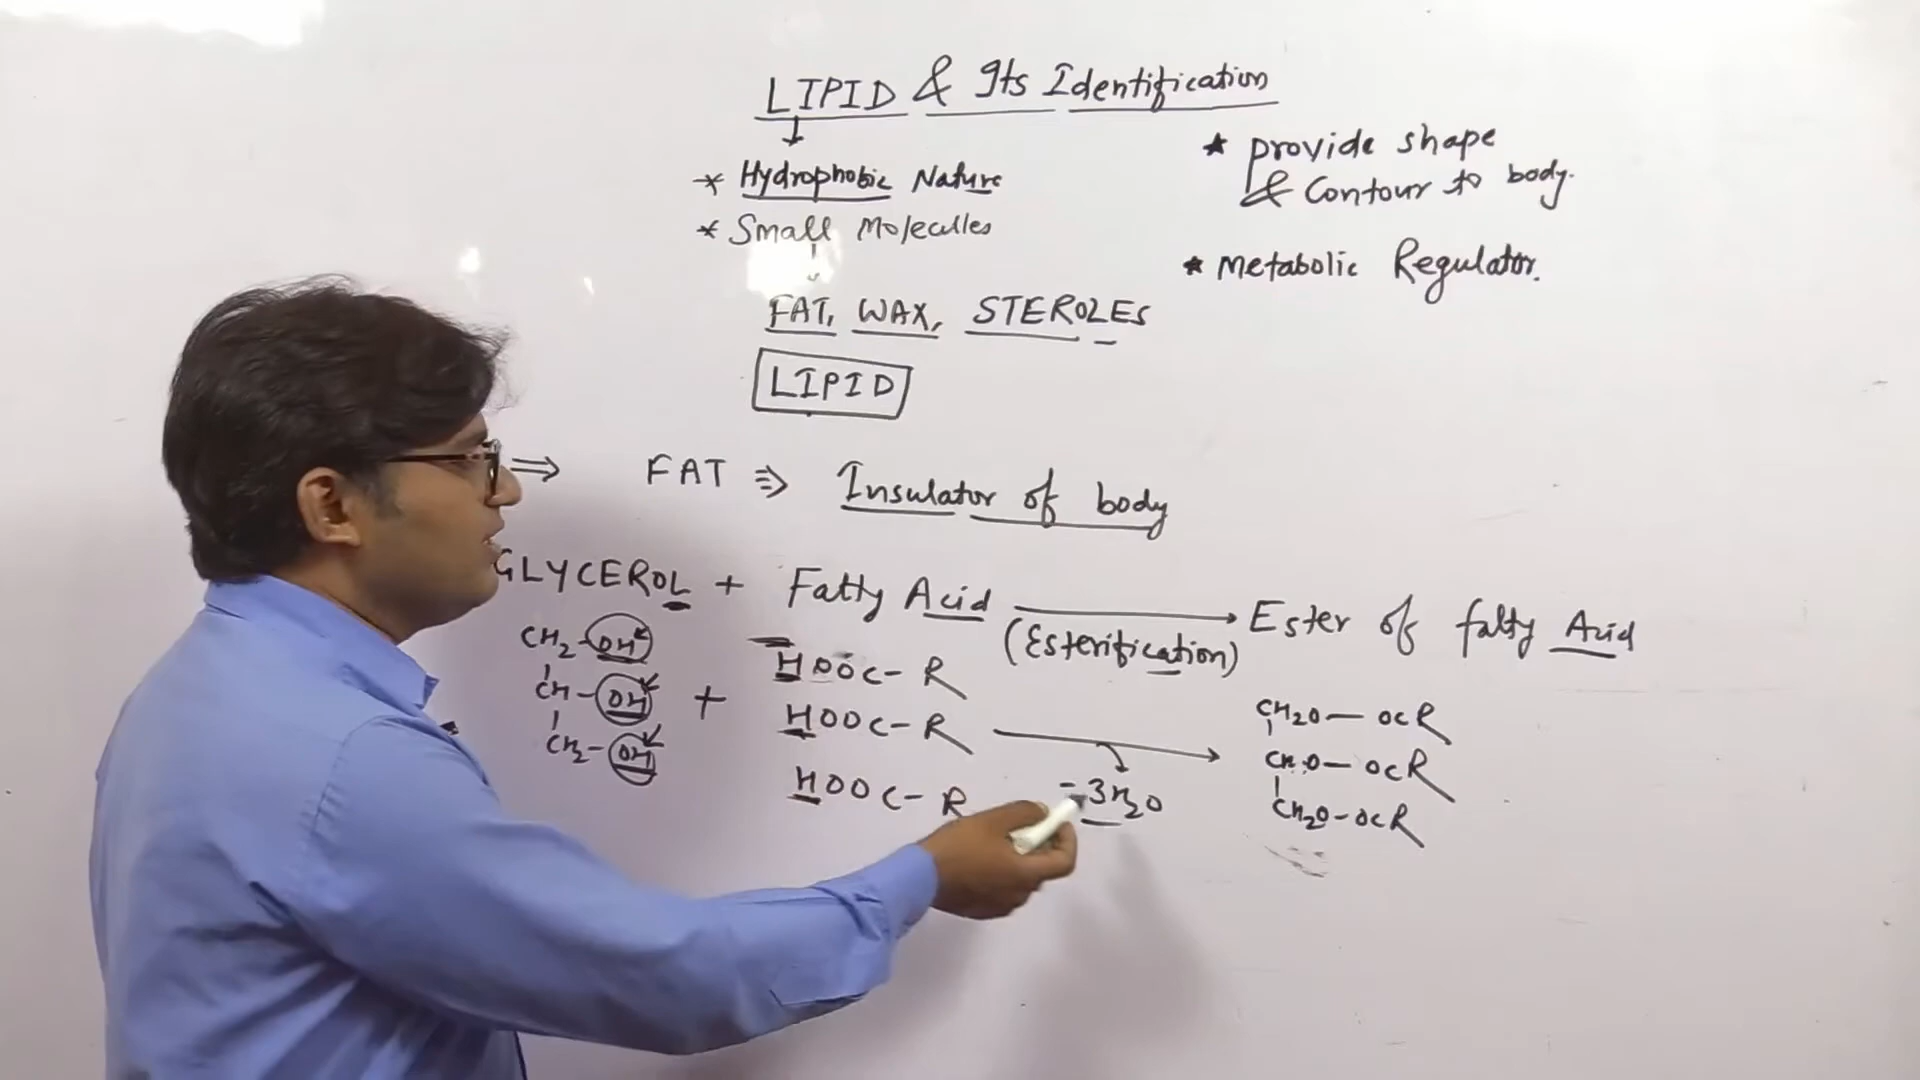 LIPID & Its Identification
* Hydrophobic Nature
* Small Molecules
FAT, WAX, STEROLES
LIPID
* provide shape
& Contour to body.
* Metabolic Regulator.
⇒ FAT ⇒ Insulator of body
GLYCEROL + Fatty Acid (Esterification) → Ester of fatty Acid
CH2-OH
CH-OH
CH2-OH
+
HOOC-R
HOOC-R
HOOC-R
→
-3H2O
CH2O-OCR
CHO-OCR
CH2O-OCR